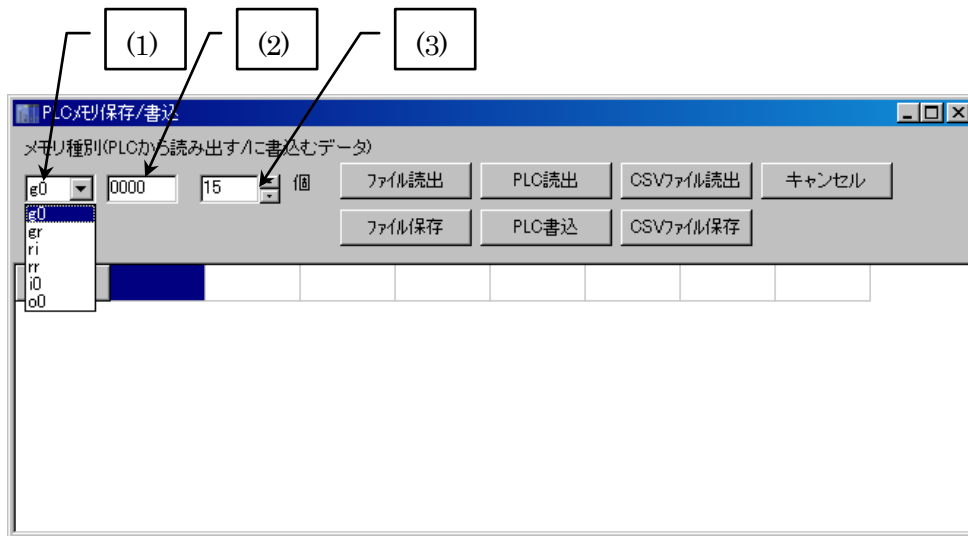 (1) (2) (3)
PLCメモリ保存/書込
メモリ種別(PLCから読み出す/に書込むデータ)
g0 0000 15 個 ファイル読出 PLC読出 CSVファイル読出 キャンセル
ファイル保存 PLC書込 CSVファイル保存
g0
gr
ri
rr
i0
o0